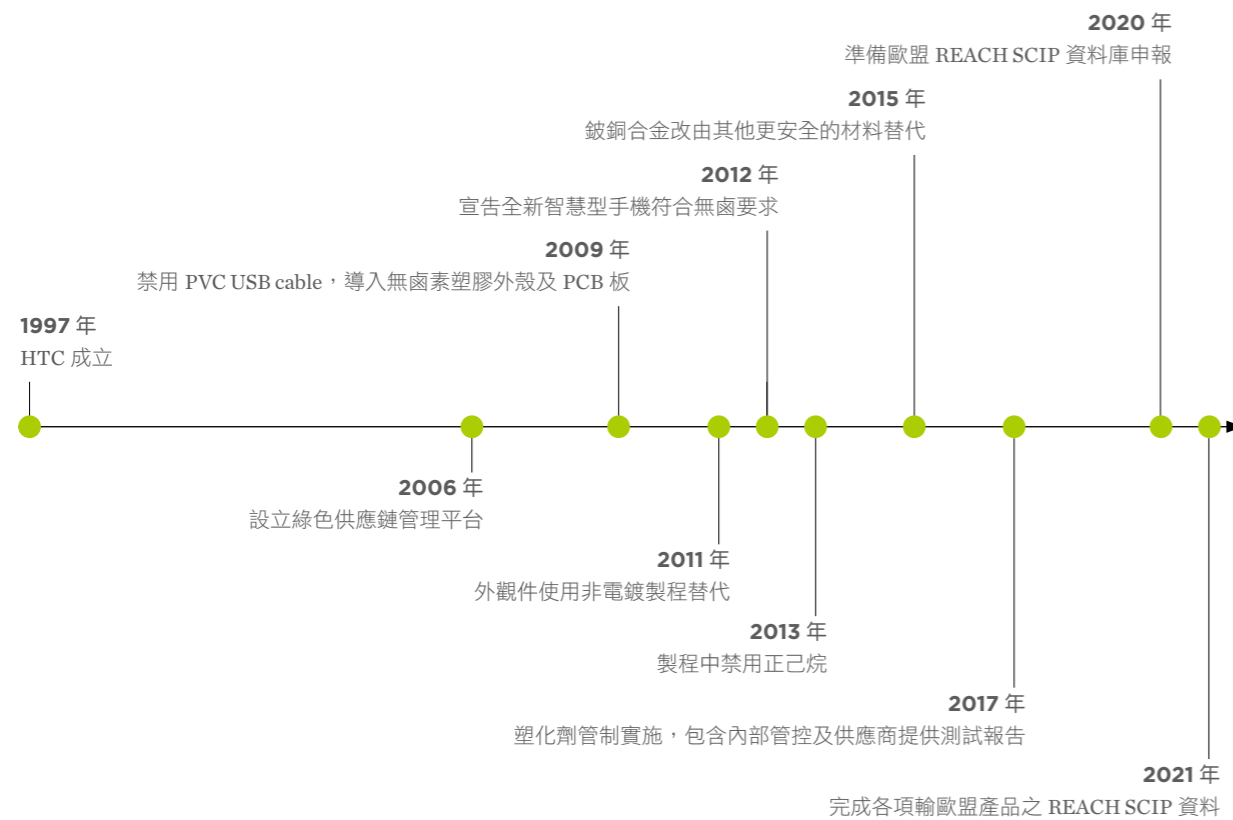 2020 年
準備歐盟 REACH SCIP 資料庫申報
2015 年
鈹銅合金改由其他更安全的材料替代
2012 年
宣告全新智慧型手機符合無鹵要求
2009 年
禁用 PVC USB cable，導入無鹵素塑膠外殼及 PCB 板
1997 年
HTC 成立
2006 年
設立綠色供應鏈管理平台
2011 年
外觀件使用非電鍍製程替代
2013 年
製程中禁用正己烷
2017 年
塑化劑管制實施，包含內部管控及供應商提供測試報告
2021 年
完成各項輸歐盟產品之 REACH SCIP 資料